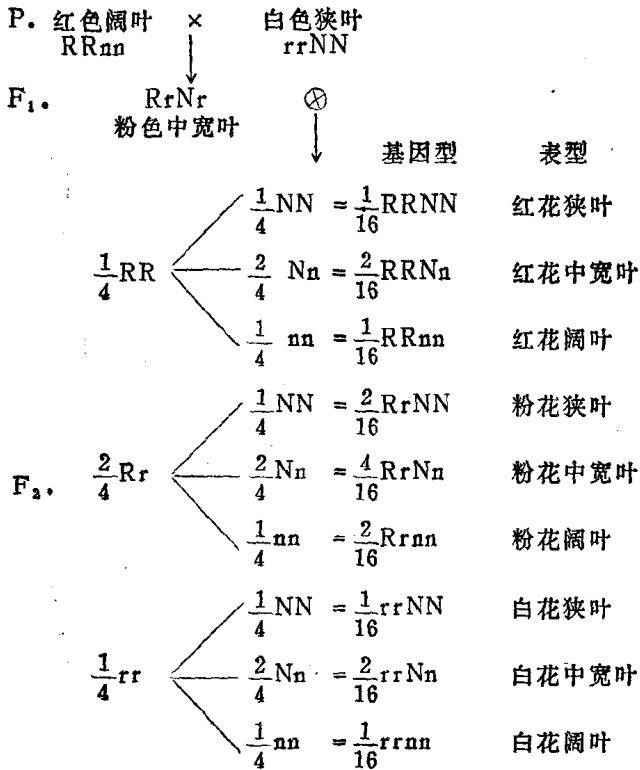 P. 红色阔叶 × 白色狭叶
RRnn rrNN
F₁. RrNr ⊗
粉色中宽叶
基因型 表型
1/4 NN = 1/16 RRNN 红花狭叶
1/4 RR 2/4 Nn = 2/16 RRNn 红花中宽叶
1/4 nn = 1/16 RRnn 红花阔叶
1/4 NN = 2/16 RrNN 粉花狭叶
F₂. 2/4 Rr 2/4 Nn = 4/16 RrNn 粉花中宽叶
1/4 nn = 2/16 Rrnn 粉花阔叶
1/4 NN = 1/16 rrNN 白花狭叶
1/4 rr 2/4 Nn = 2/16 rrNn 白花中宽叶
1/4 nn = 1/16 rrnn 白花阔叶